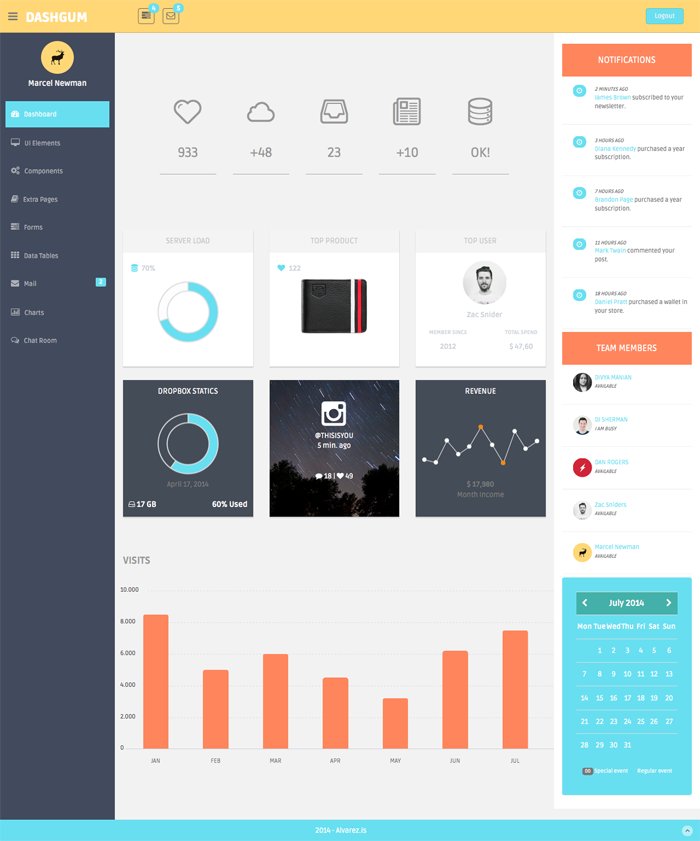 DASHGUM
4
5
Logout
Marcel Newman
Dashboard
UI Elements
Components
Extra Pages
Forms
Data Tables
Mail
2
Charts
Chat Room
933
+48
23
+10
OK!
SERVER LOAD
70%
TOP PRODUCT
122
TOP USER
Zac Snider
MEMBER SINCE
TOTAL SPEND
2012
$ 47,60
DROPBOX STATICS
April 17, 2014
17 GB
60% Used
@THISISYOU
5 min. ago
18 | 49
REVENUE
$ 17,980
Month Income
VISITS
10.000
8.000
6.000
4.000
2.000
0
JAN FEB MAR APR MAY JUN JUL
NOTIFICATIONS
2 MINUTES AGO
James Brown subscribed to your
newsletter.
3 HOURS AGO
Diana Kennedy purchased a year
subscription.
7 HOURS AGO
Brandon Page purchased a year
subscription.
11 HOURS AGO
Mark Twain commented your
post.
18 HOURS AGO
Daniel Pratt purchased a wallet in
your store.
TEAM MEMBERS
DIVYA MANIAN
AVAILABLE
DJ SHERMAN
I AM BUSY
DAN ROGERS
AVAILABLE
Zac Sniders
AVAILABLE
Marcel Newman
AVAILABLE
July 2014
Mon Tue Wed Thu Fri Sat Sun
1 2 3 4 5 6
7 8 9 10 11 12 13
14 15 16 17 18 19 20
21 22 23 24 25 26 27
28 29 30 31
00 Special event Regular event
2014 - Alvarez.is